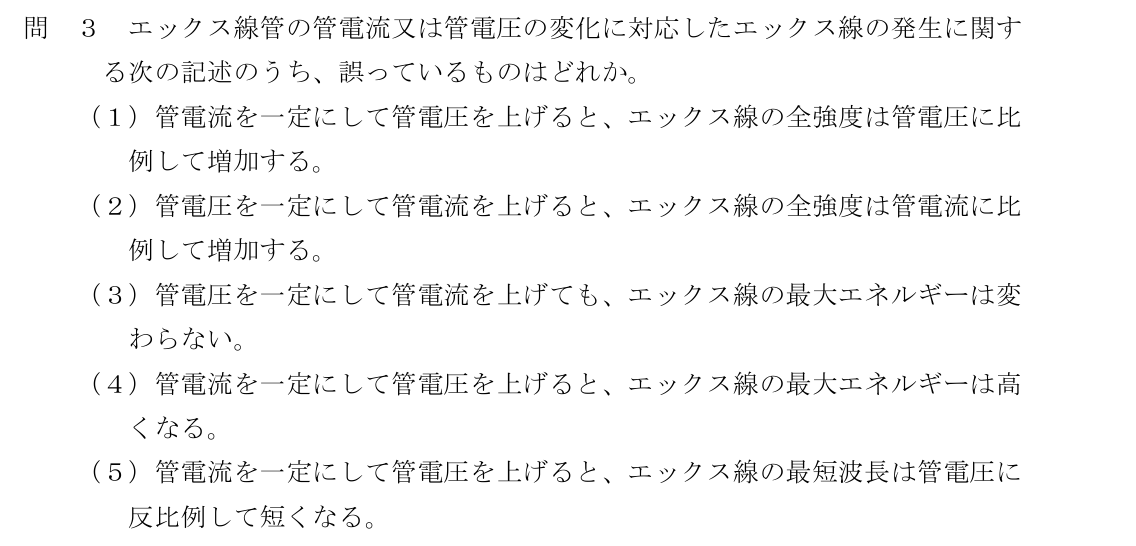 問　３　エックス線管の管電流又は管電圧の変化に対応したエックス線の発生に関す
る次の記述のうち、誤っているものはどれか。
（１）管電流を一定にして管電圧を上げると、エックス線の全強度は管電圧に比
例して増加する。
（２）管電圧を一定にして管電流を上げると、エックス線の全強度は管電流に比
例して増加する。
（３）管電圧を一定にして管電流を上げても、エックス線の最大エネルギーは変
わらない。
（４）管電流を一定にして管電圧を上げると、エックス線の最大エネルギーは高
くなる。
（５）管電流を一定にして管電圧を上げると、エックス線の最短波長は管電圧に
反比例して短くなる。